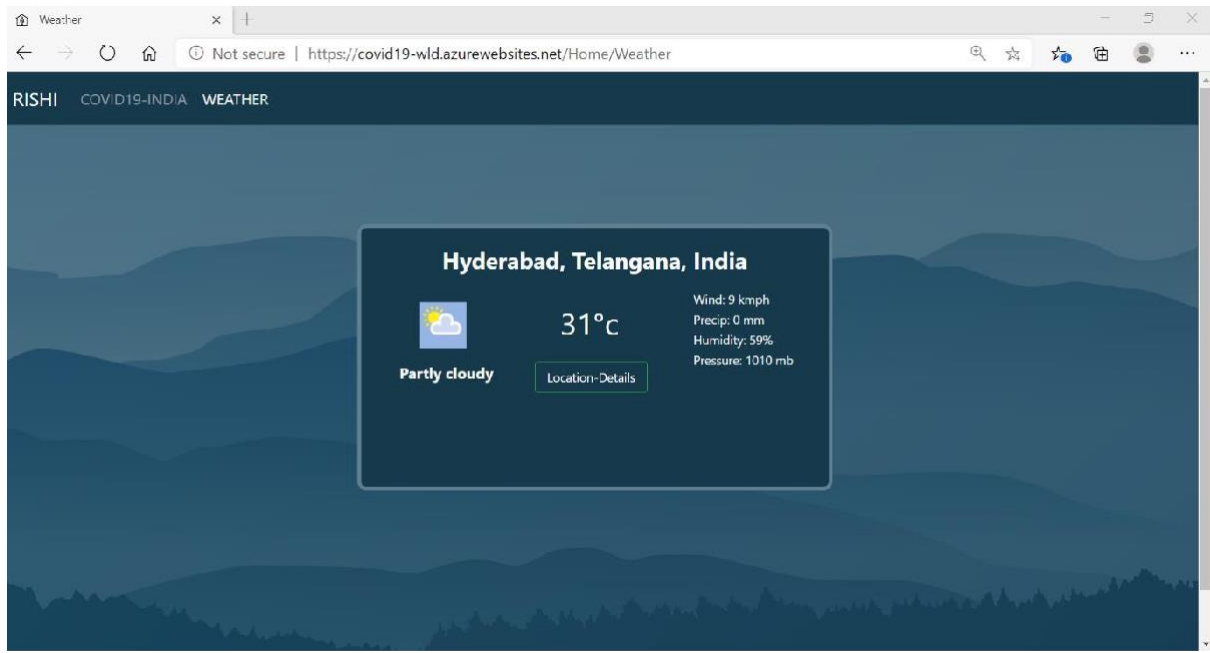 Weather
Not secure | https://covid19-wld.azurewebsites.net/Home/Weather
RISHI COVID19-INDIA WEATHER
Hyderabad, Telangana, India
Wind: 9 kmph
31°c
Precip: 0 mm
Humidity: 59%
Pressure: 1010 mb
Partly cloudy
Location-Details